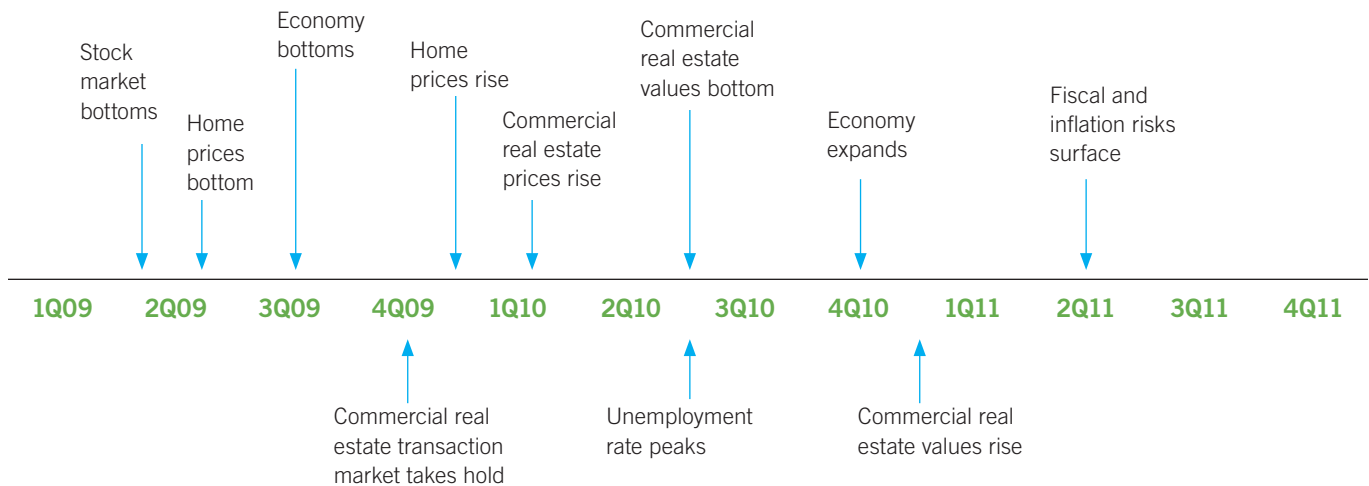 Stock
market
bottoms
Home
prices
bottom
Economy
bottoms
Home
prices rise
Commercial
real estate
prices rise
Commercial
real estate
values bottom
Economy
expands
Fiscal and
inflation risks
surface
1Q09 2Q09 3Q09 4Q09 1Q10 2Q10 3Q10 4Q10 1Q11 2Q11 3Q11 4Q11
Commercial real
estate transaction
market takes hold
Unemployment
rate peaks
Commercial real
estate values rise